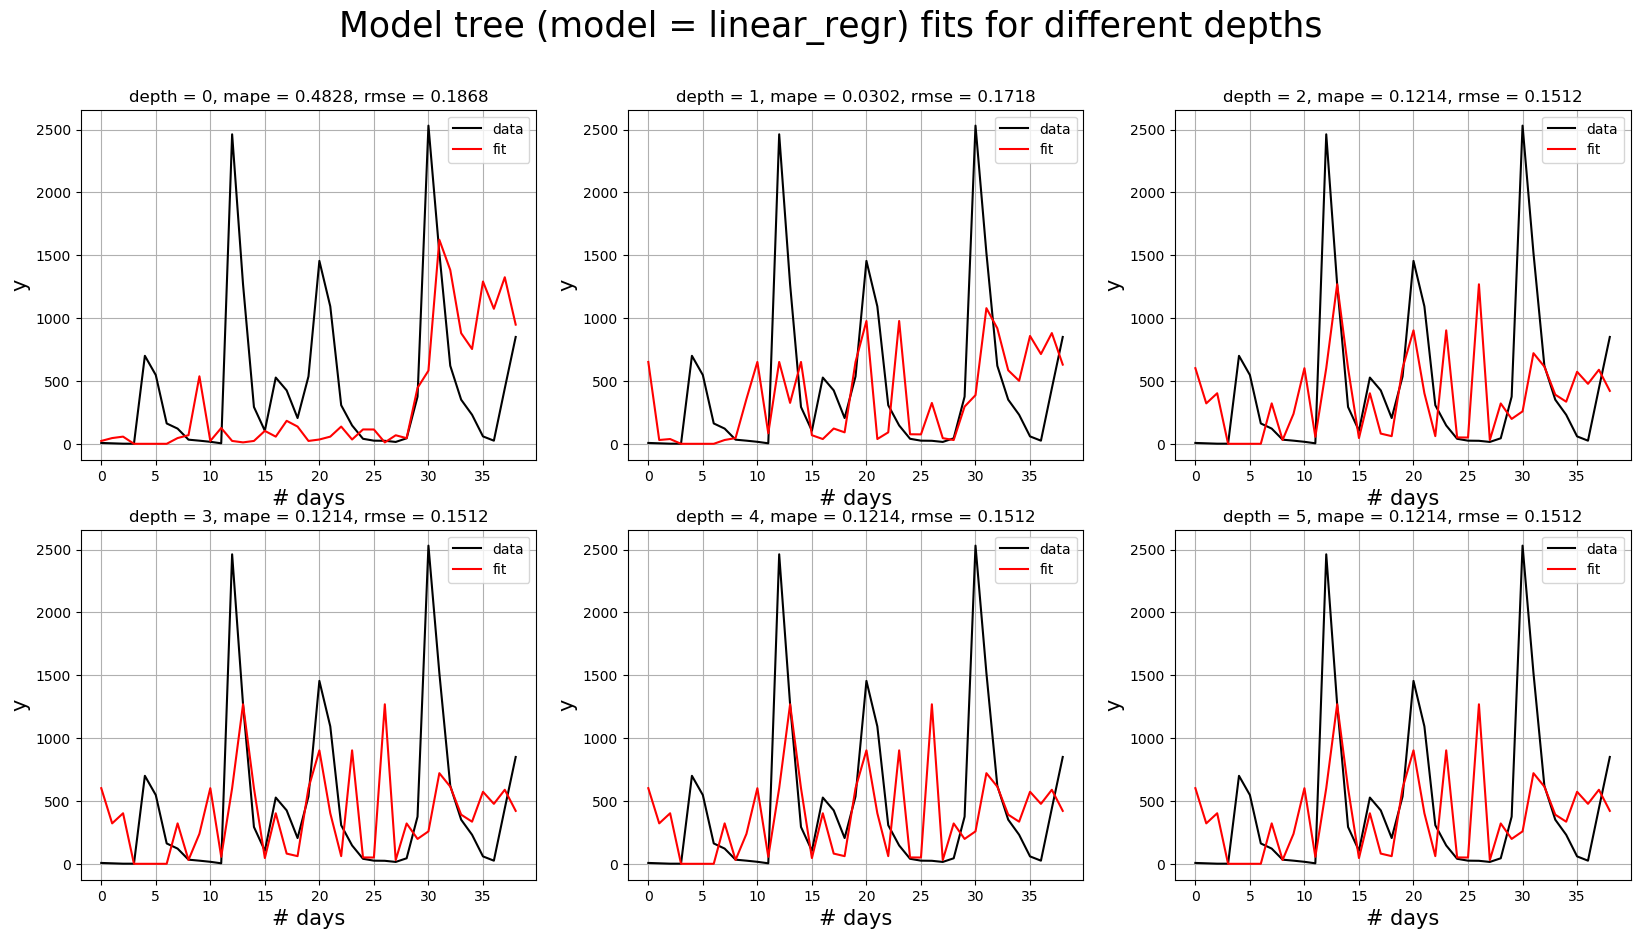 Model tree (model = linear_regr) fits for different depths
depth = 0, mape = 0.4828, rmse = 0.1868
data
fit
2500
2000
1500
1000
500
0
y
0 5 10 15 20 25 30 35
# days
depth = 1, mape = 0.0302, rmse = 0.1718
data
fit
2500
2000
1500
1000
500
0
y
0 5 10 15 20 25 30 35
# days
depth = 2, mape = 0.1214, rmse = 0.1512
data
fit
2500
2000
1500
1000
500
0
y
0 5 10 15 20 25 30 35
# days
depth = 3, mape = 0.1214, rmse = 0.1512
data
fit
2500
2000
1500
1000
500
0
y
0 5 10 15 20 25 30 35
# days
depth = 4, mape = 0.1214, rmse = 0.1512
data
fit
2500
2000
1500
1000
500
0
y
0 5 10 15 20 25 30 35
# days
depth = 5, mape = 0.1214, rmse = 0.1512
data
fit
2500
2000
1500
1000
500
0
y
0 5 10 15 20 25 30 35
# days